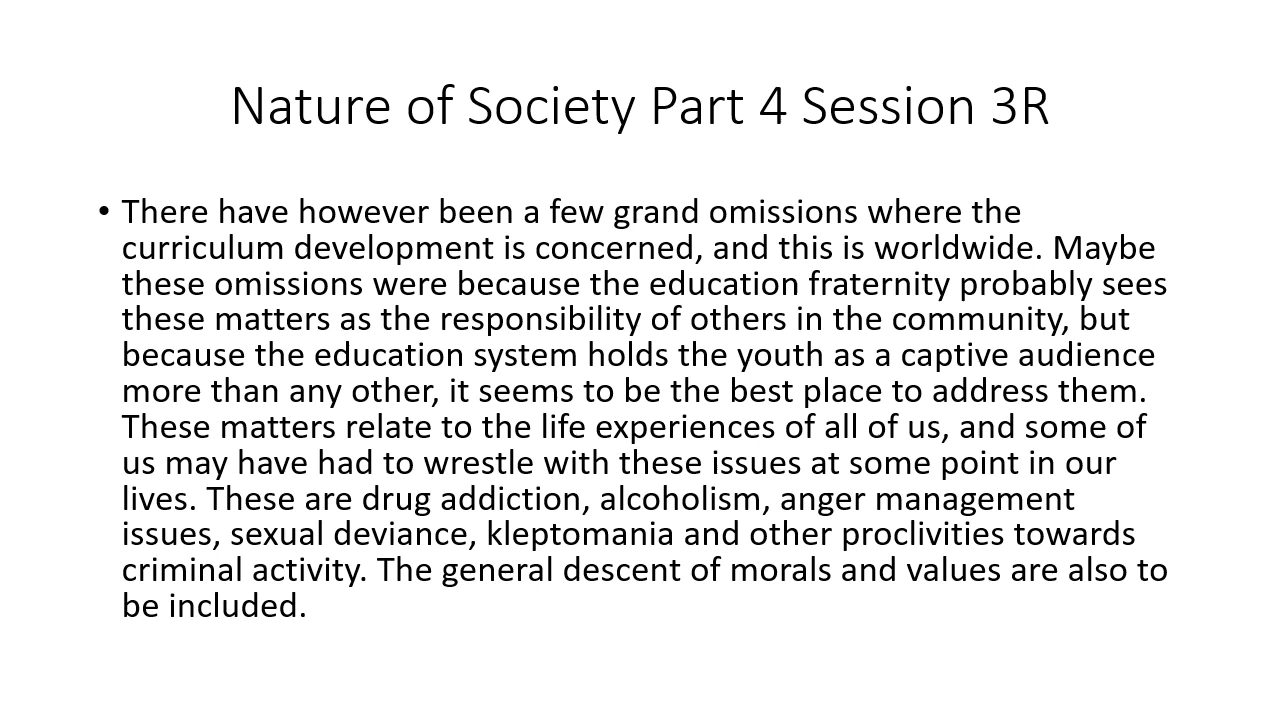 Nature of Society Part 4 Session 3R
• There have however been a few grand omissions where the
curriculum development is concerned, and this is worldwide. Maybe
these omissions were because the education fraternity probably sees
these matters as the responsibility of others in the community, but
because the education system holds the youth as a captive audience
more than any other, it seems to be the best place to address them.
These matters relate to the life experiences of all of us, and some of
us may have had to wrestle with these issues at some point in our
lives. These are drug addiction, alcoholism, anger management
issues, sexual deviance, kleptomania and other proclivities towards
criminal activity. The general descent of morals and values are also to
be included.